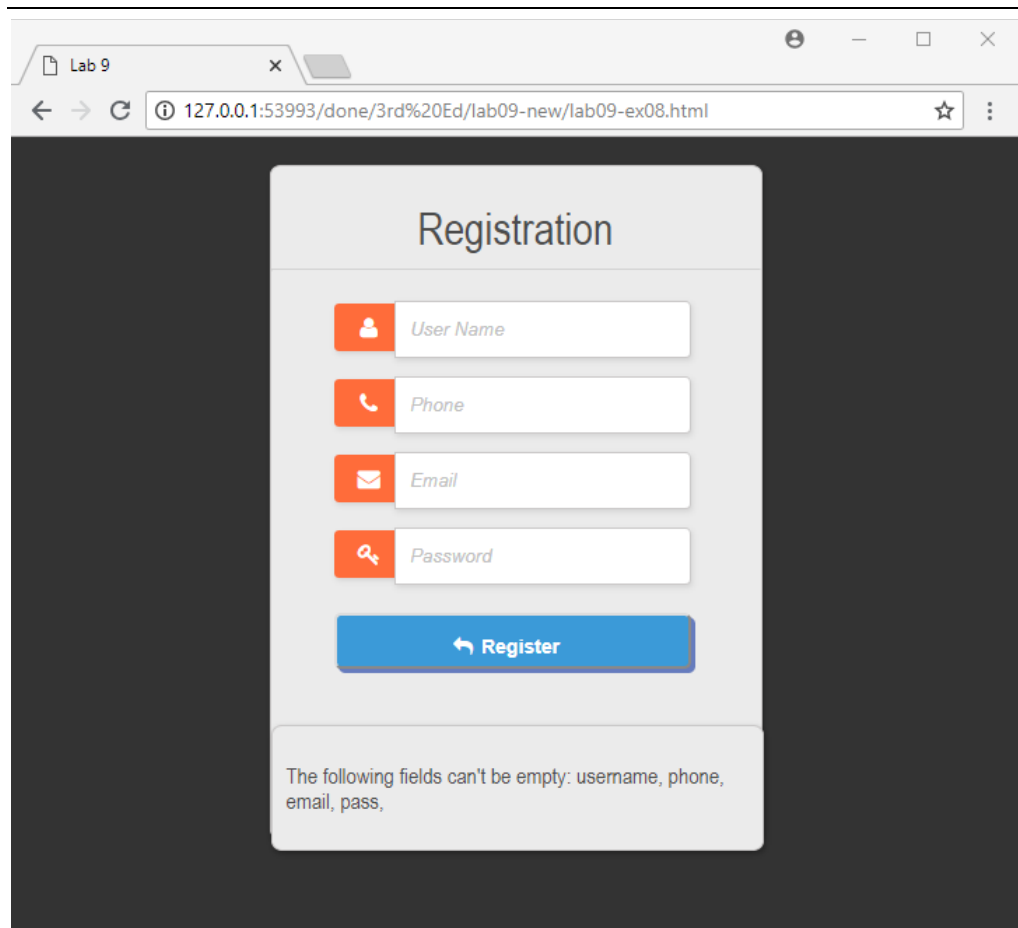 Lab 9
127.0.0.1:53993/done/3rd%20Ed/lab09-new/lab09-ex08.html
Registration
User Name
Phone
Email
Password
Register
The following fields can't be empty: username, phone,
email, pass,